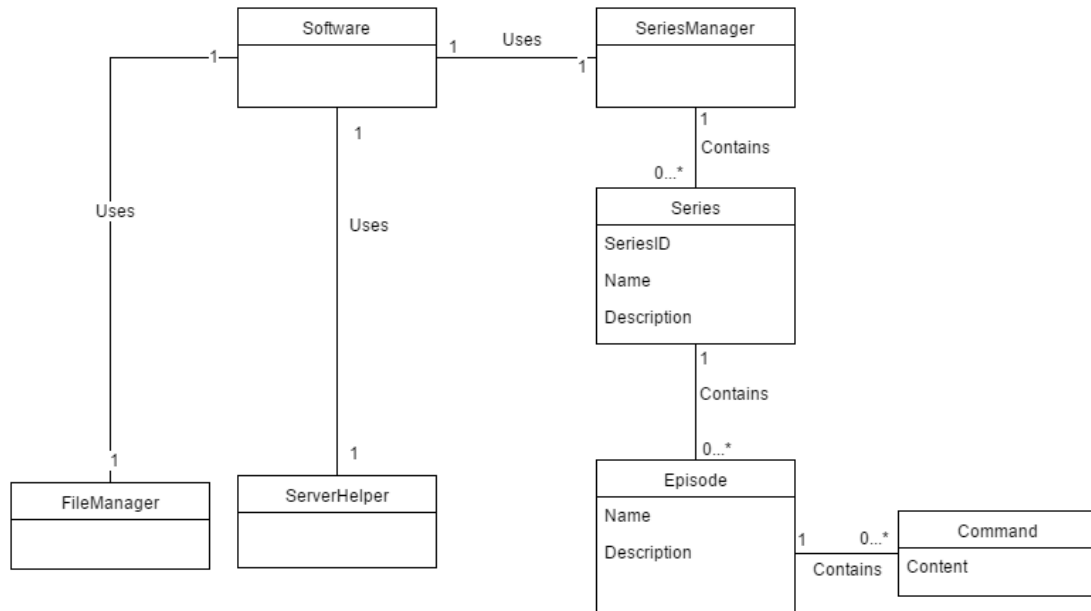 Software
SeriesManager
1
1
Uses
1
1
1
Contains
0...*
Uses
Uses
Series
SeriesID
Name
Description
1
Contains
1
1
0...*
FileManager
ServerHelper
Episode
Name
Description
1
0...*
Contains
Command
Content